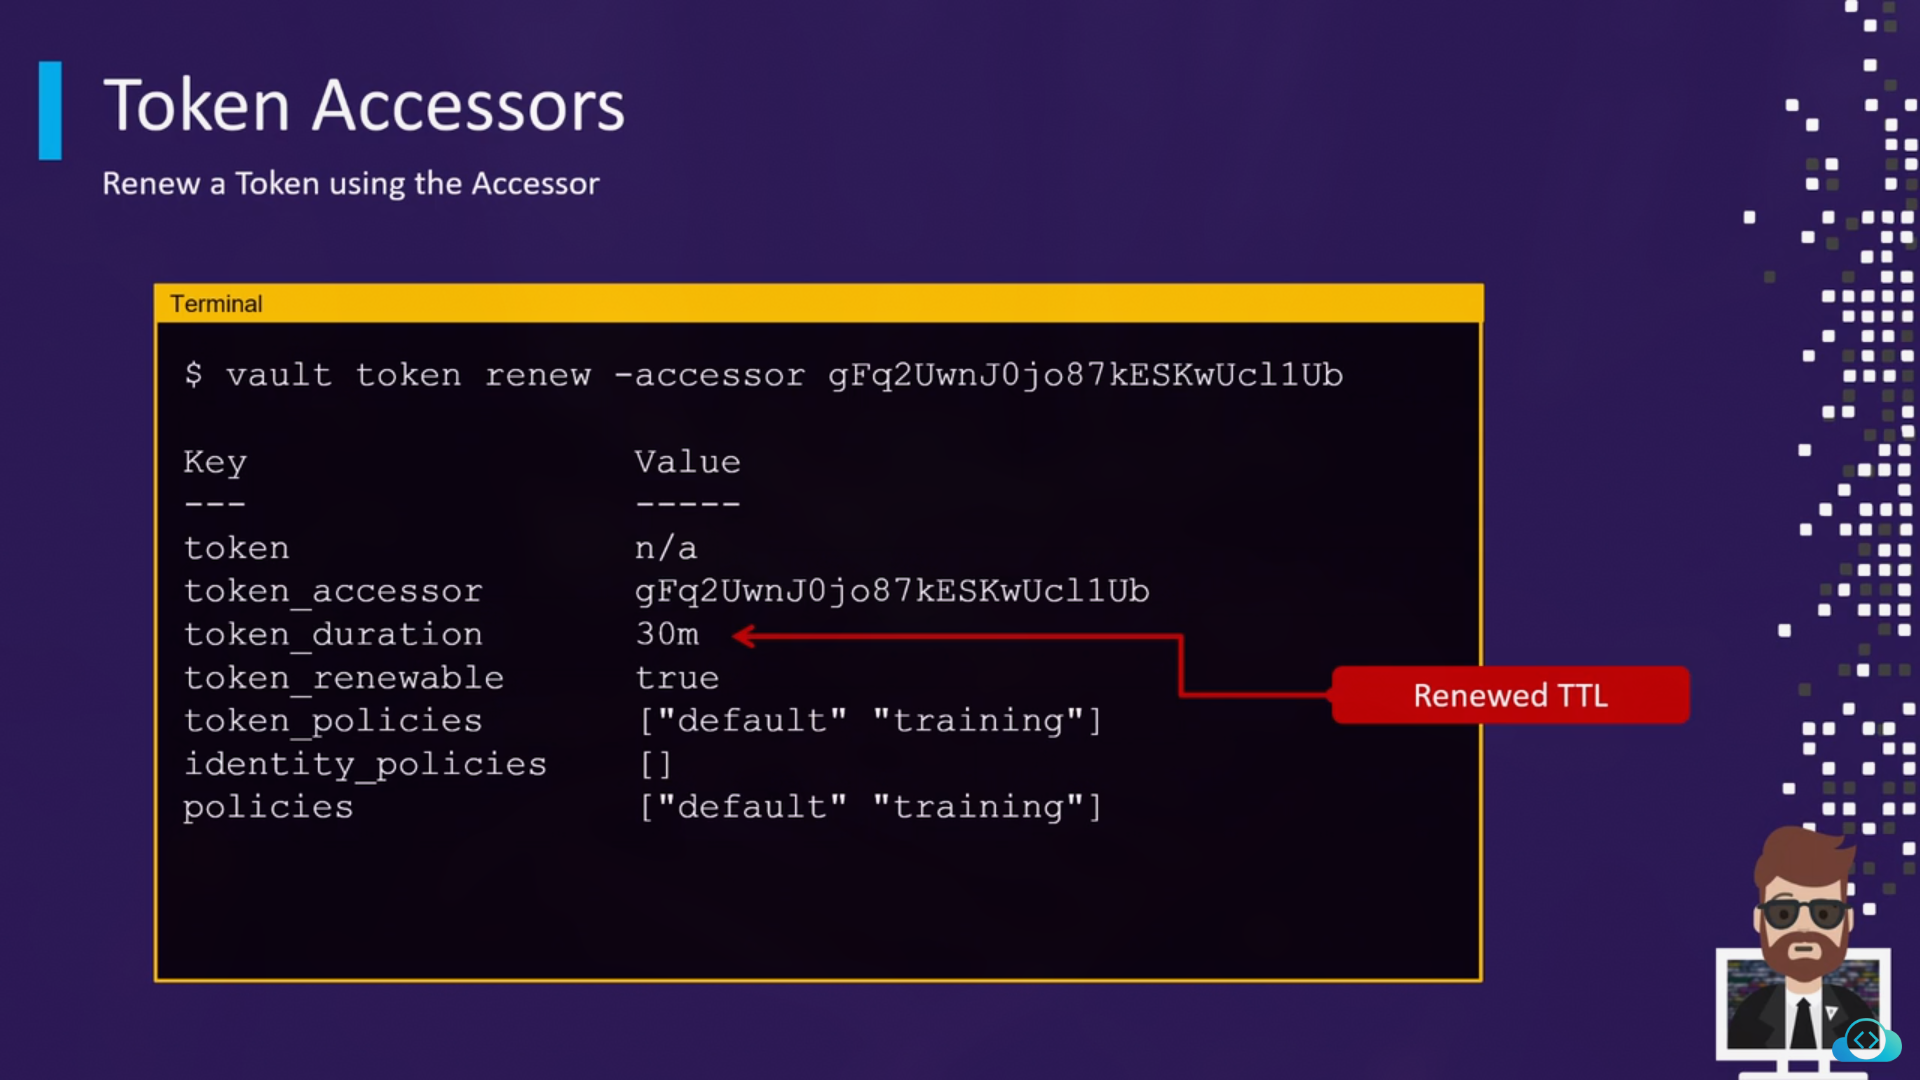 Token Accessors
Renew a Token using the Accessor
Terminal
$ vault token renew -accessor gFq2UwnJ0jo87kESKwUcl1Ub
Key Value
--- -----
token n/a
token_accessor gFq2UwnJ0jo87kESKwUcl1Ub
token_duration 30m
token_renewable true
Renewed TTL
token_policies ["default" "training"]
identity_policies []
policies ["default" "training"]